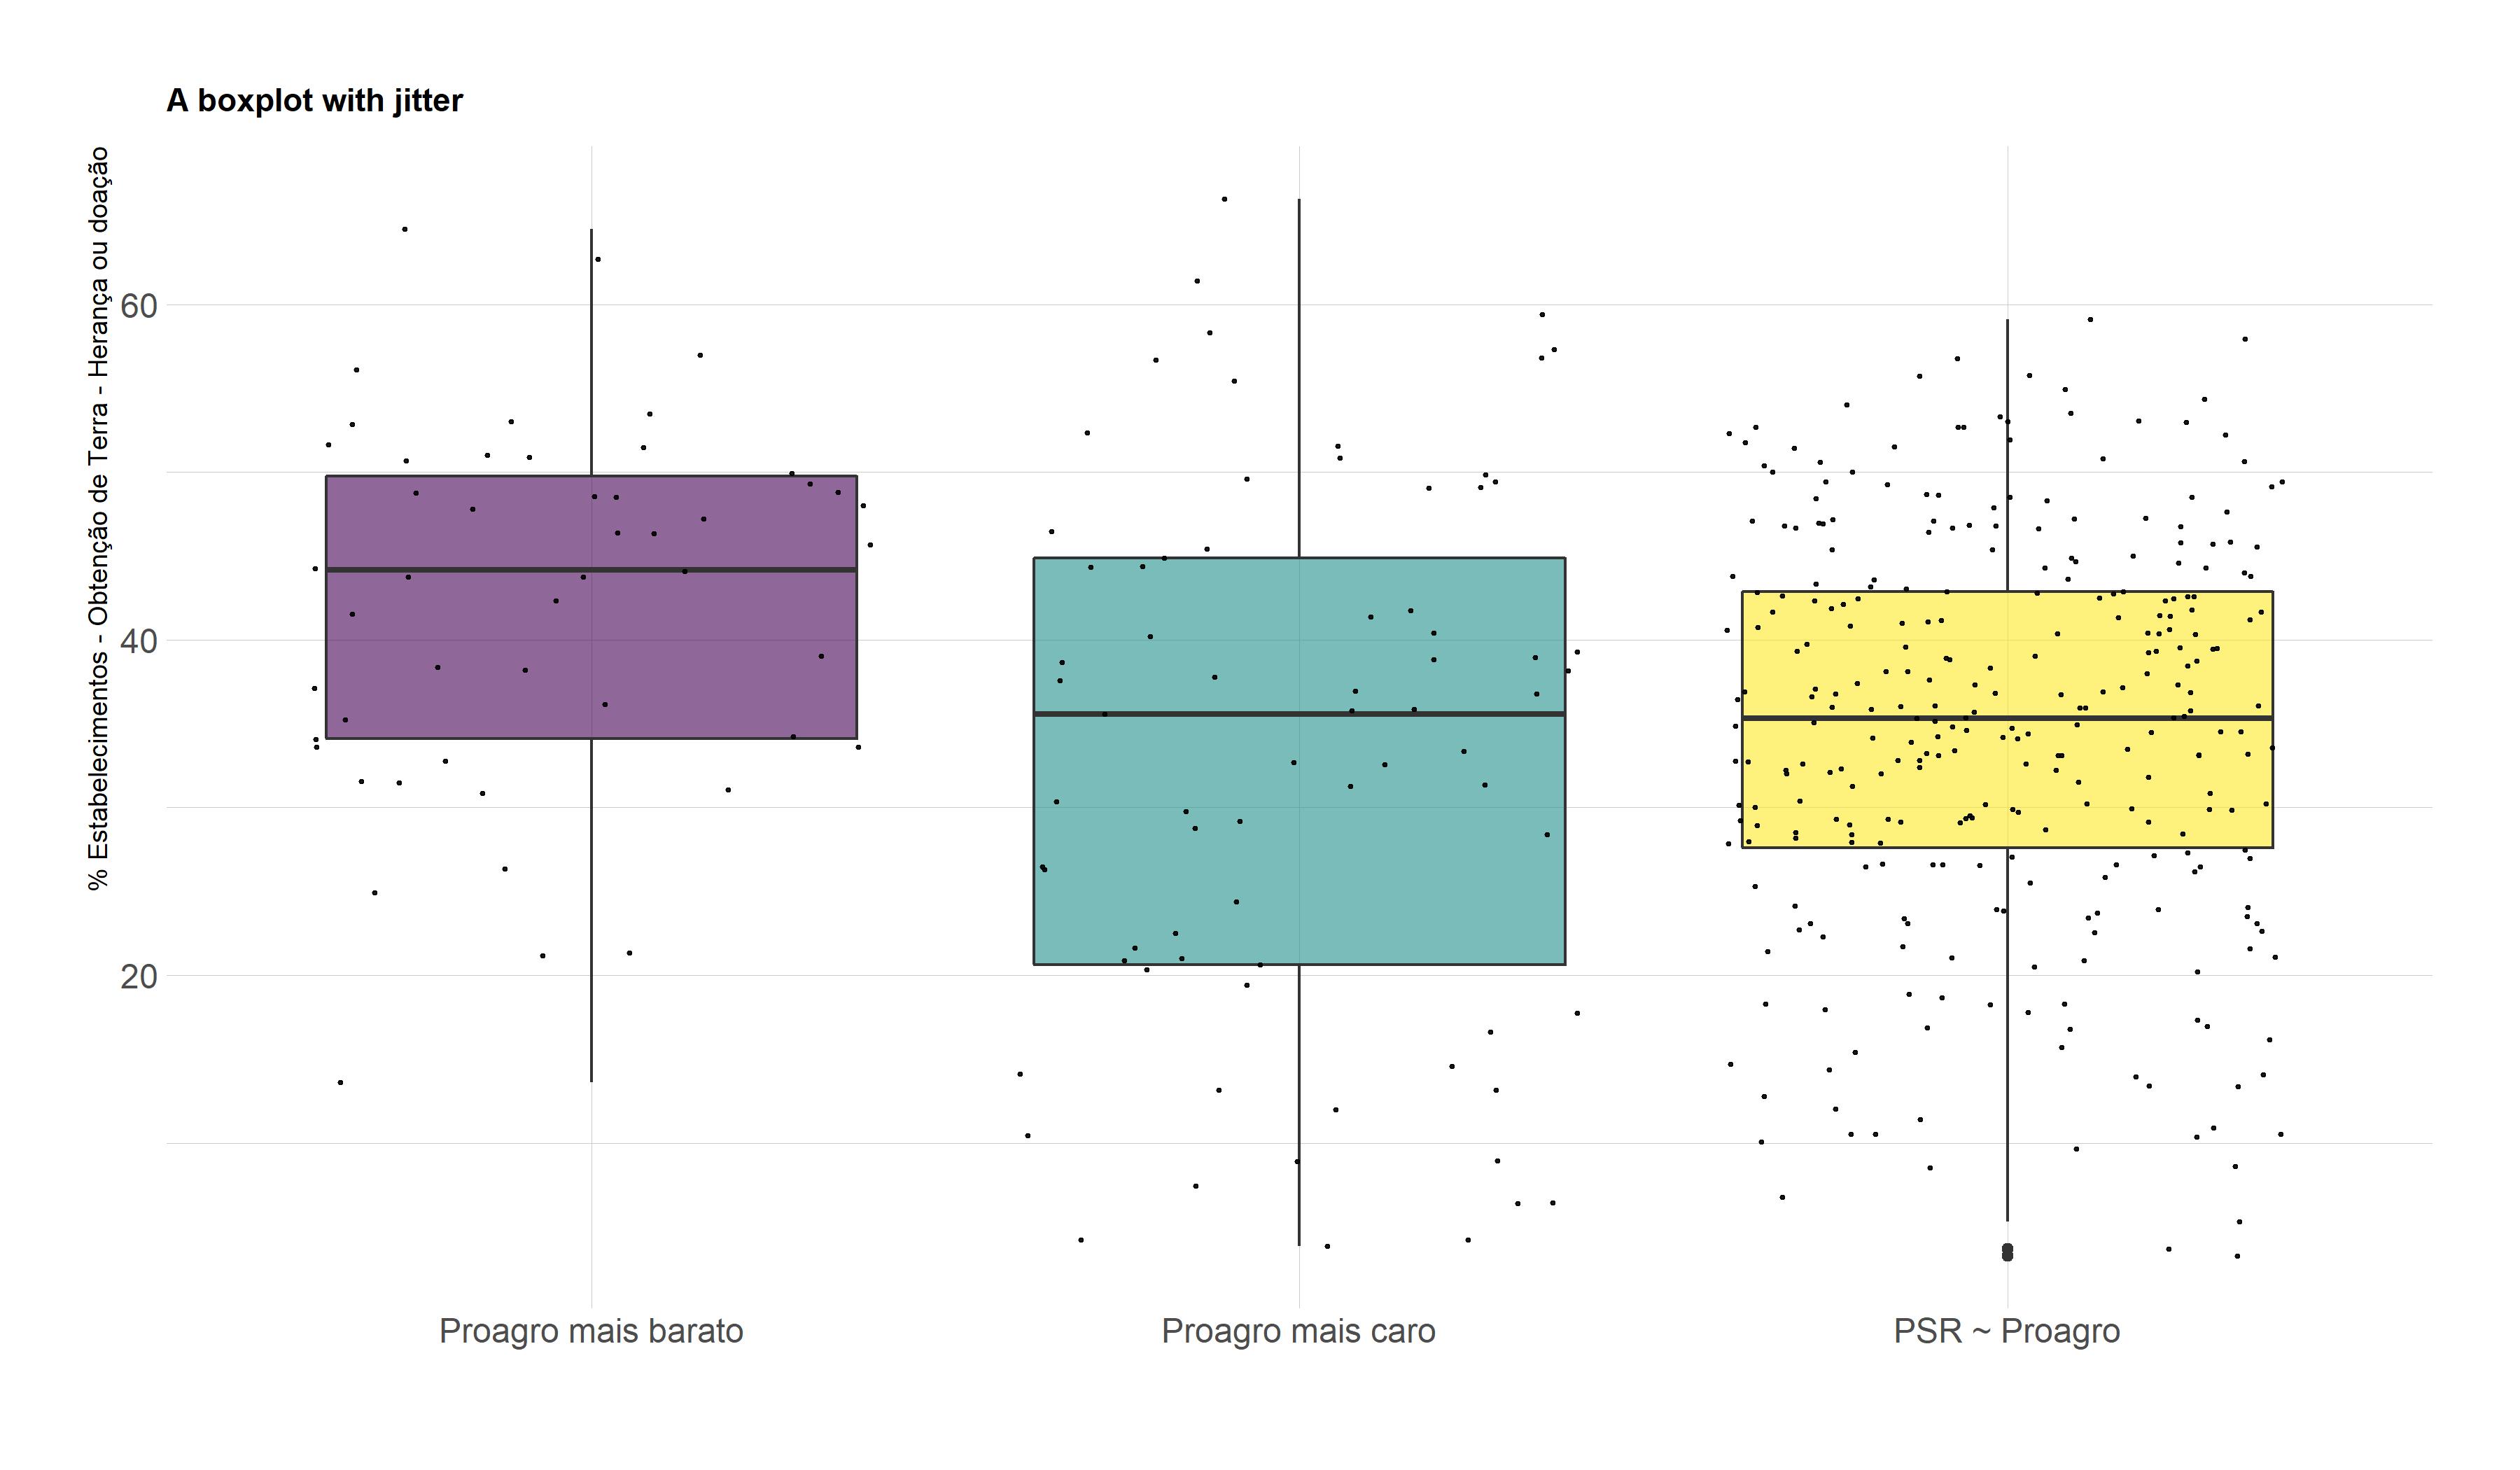 A boxplot with jitter
% Estabelecimentos - Obtenção de Terra - Herança ou doação
60
40
20
Proagro mais barato
Proagro mais caro
PSR ~ Proagro